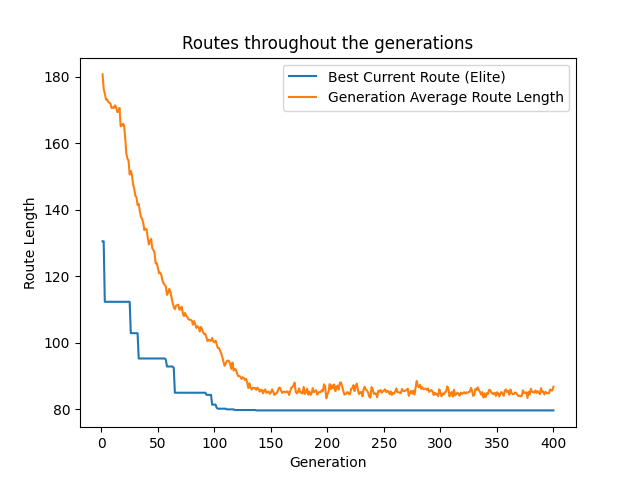 Routes throughout the generations
Best Current Route (Elite)
Generation Average Route Length
Route Length
180
160
140
120
100
80
0 50 100 150 200 250 300 350 400
Generation